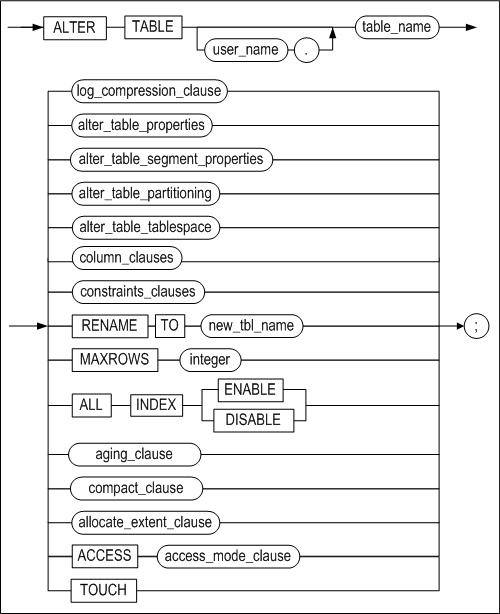 ALTER TABLE table_name
user_name .
log_compression_clause
alter_table_properties
alter_table_segment_properties
alter_table_partitioning
alter_table_tablespace
column_clauses
constraints_clauses
RENAME TO new_tbl_name ;
MAXROWS integer
ENABLE
ALL INDEX
DISABLE
aging_clause
compact_clause
allocate_extent_clause
ACCESS access_mode_clause
TOUCH